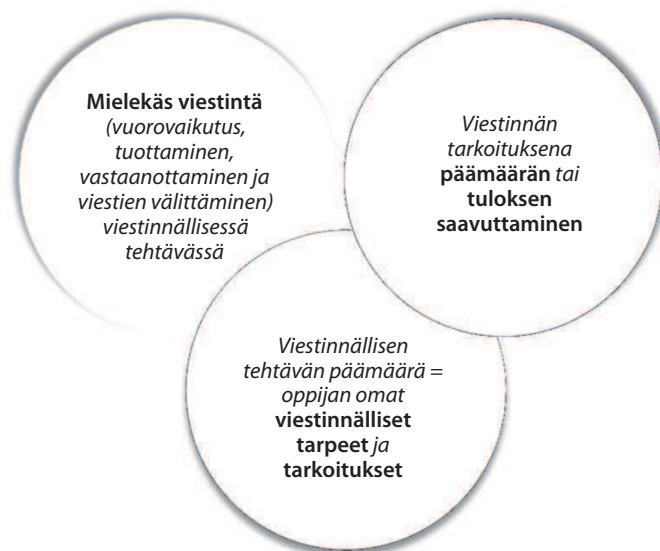 Mielekäs viestintä
(vuorovaikutus,
tuottaminen,
vastaanottaminen ja
viestien välittäminen)
viestinnällisessä
tehtävässä
Viestinnän
tarkoituksena
päämäärän tai
tuloksen
saavuttaminen
Viestinnällisen
tehtävän päämäärä =
oppijan omat
viestinnälliset
tarpeet ja
tarkoitukset